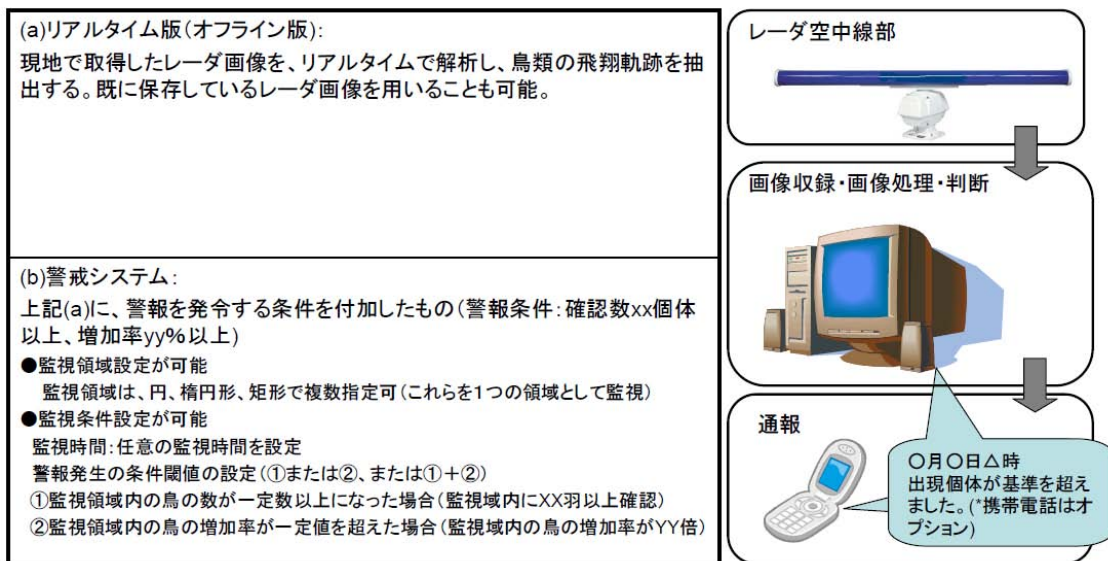 (a)リアルタイム版(オフライン版):
現地で取得したレーダ画像を、リアルタイムで解析し、鳥類の飛翔軌跡を抽
出する。既に保存しているレーダ画像を用いることも可能。
(b)警戒システム:
上記(a)に、警報を発令する条件を付加したもの(警報条件:確認数xx個体
以上、増加率yy%以上)
●監視領域設定が可能
監視領域は、円、楕円形、矩形で複数指定可(これらを1つの領域として監視)
●監視条件設定が可能
監視時間:任意の監視時間を設定
警報発生の条件閾値の設定(①または②、または①+②)
①監視領域内の鳥の数が一定数以上になった場合(監視域内にXX羽以上確認)
②監視領域内の鳥の増加率が一定値を超えた場合(監視域内の鳥の増加率がYY倍)
レーダ空中線部
画像収録・画像処理・判断
通報
〇月〇日△時
出現個体が基準を超え
ました。(*携帯電話はオ
プション)